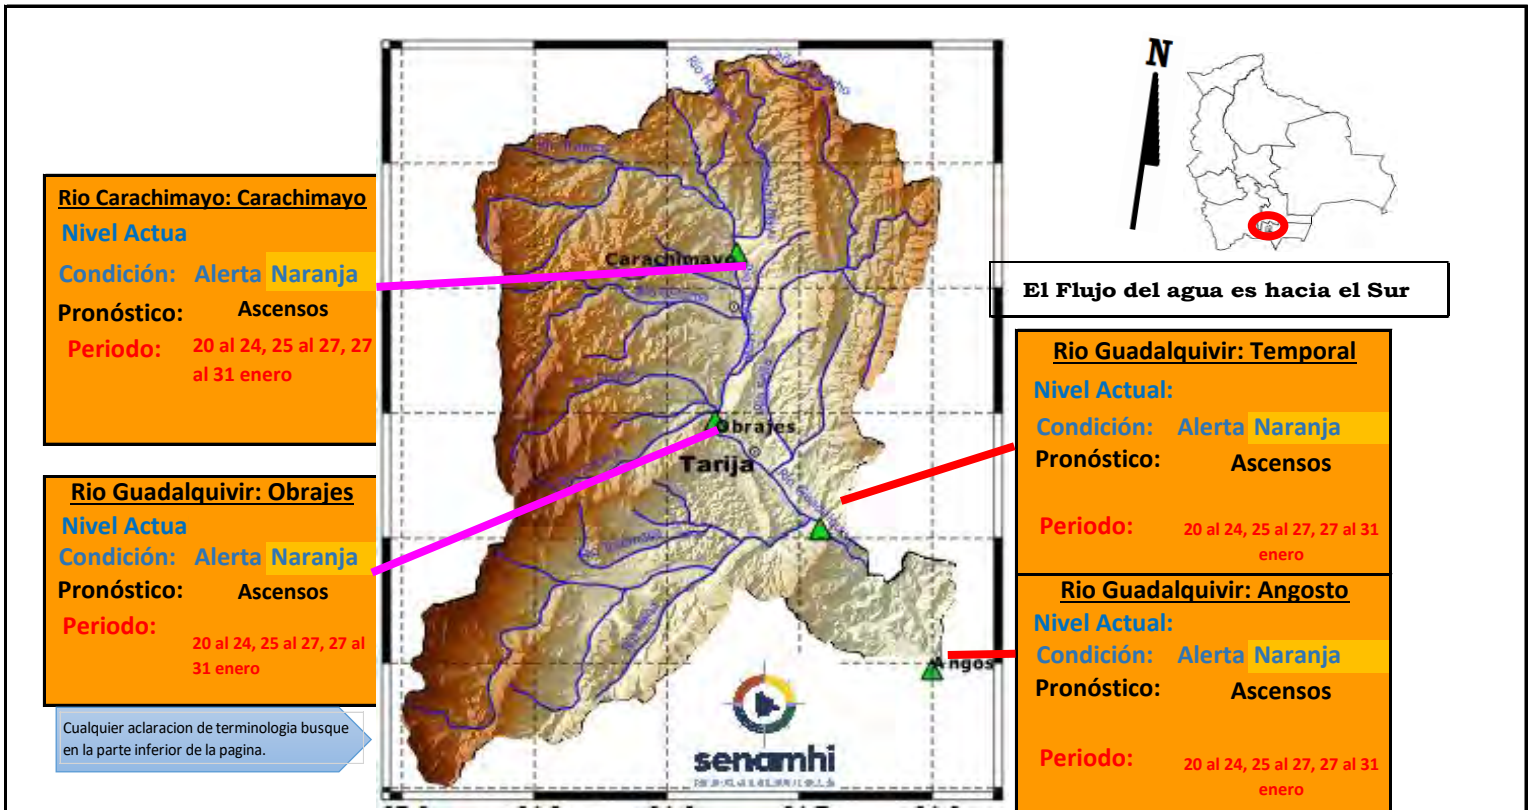 N
El Flujo del agua es hacia el Sur
Rio Carachimayo: Carachimayo
Nivel Actua
Condición: Alerta Naranja
Pronóstico: Ascensos
Periodo: 20 al 24, 25 al 27, 27
al 31 enero
Rio Guadalquivir: Obrajes
Nivel Actua
Condición: Alerta Naranja
Pronóstico: Ascensos
Periodo:
20 al 24, 25 al 27, 27 al
31 enero
Cualquier aclaracion de terminologia busque
en la parte inferior de la pagina.
Carachimayo
Obrajes
Tarija
Angos
senamhi
Rio Guadalquivir: Temporal
Nivel Actual:
Condición: Alerta Naranja
Pronóstico: Ascensos
Periodo: 20 al 24, 25 al 27, 27 al 31
enero
Rio Guadalquivir: Angosto
Nivel Actual:
Condición: Alerta Naranja
Pronóstico: Ascensos
Periodo: 20 al 24, 25 al 27, 27 al 31
enero